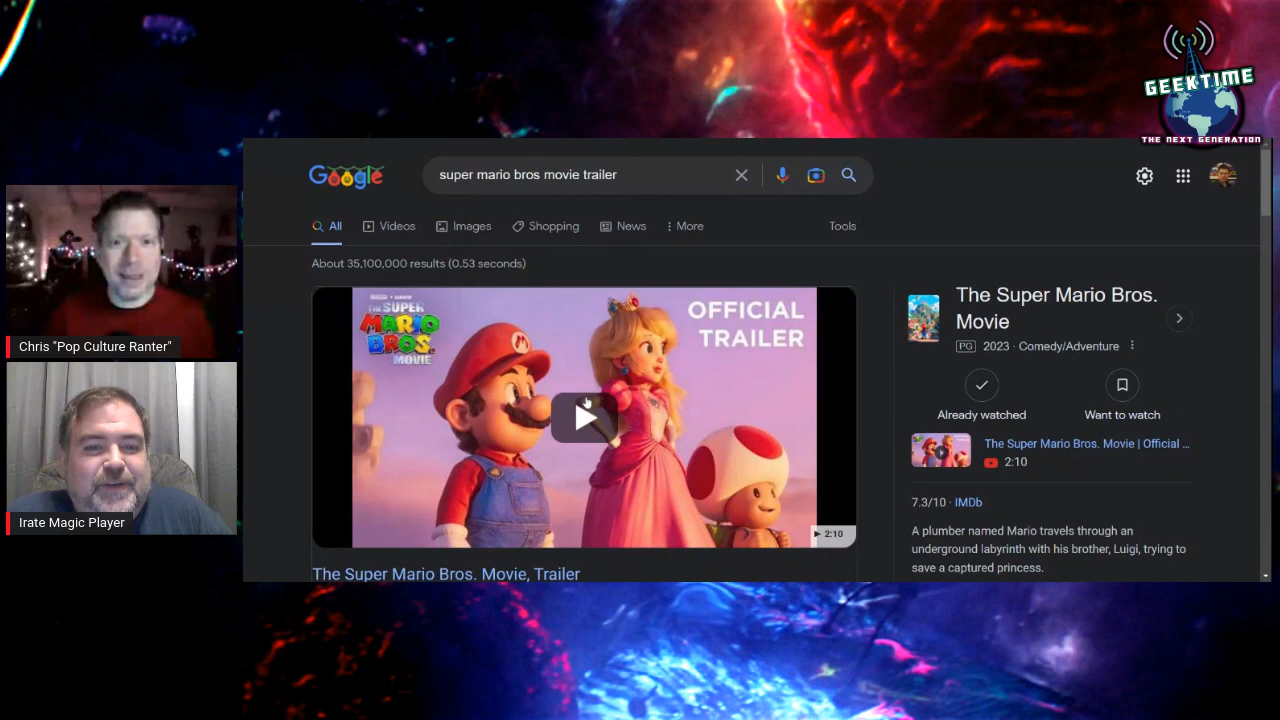 GEEKTIME
THE NEXT GENERATION
Google
super mario bros movie trailer
All
Videos
Images
Shopping
News
More
Tools
About 35,100,000 results (0.53 seconds)
THE SUPER
MARIO
BROS.
MOVIE
OFFICIAL
TRAILER
2:10
The Super Mario Bros. Movie, Trailer
The Super Mario Bros.
Movie
PG 2023 · Comedy/Adventure
Already watched
Want to watch
The Super Mario Bros. Movie | Official ...
2:10
7.3/10 · IMDb
A plumber named Mario travels through an
underground labyrinth with his brother, Luigi, trying to
save a captured princess.
Chris "Pop Culture Ranter"
Irate Magic Player